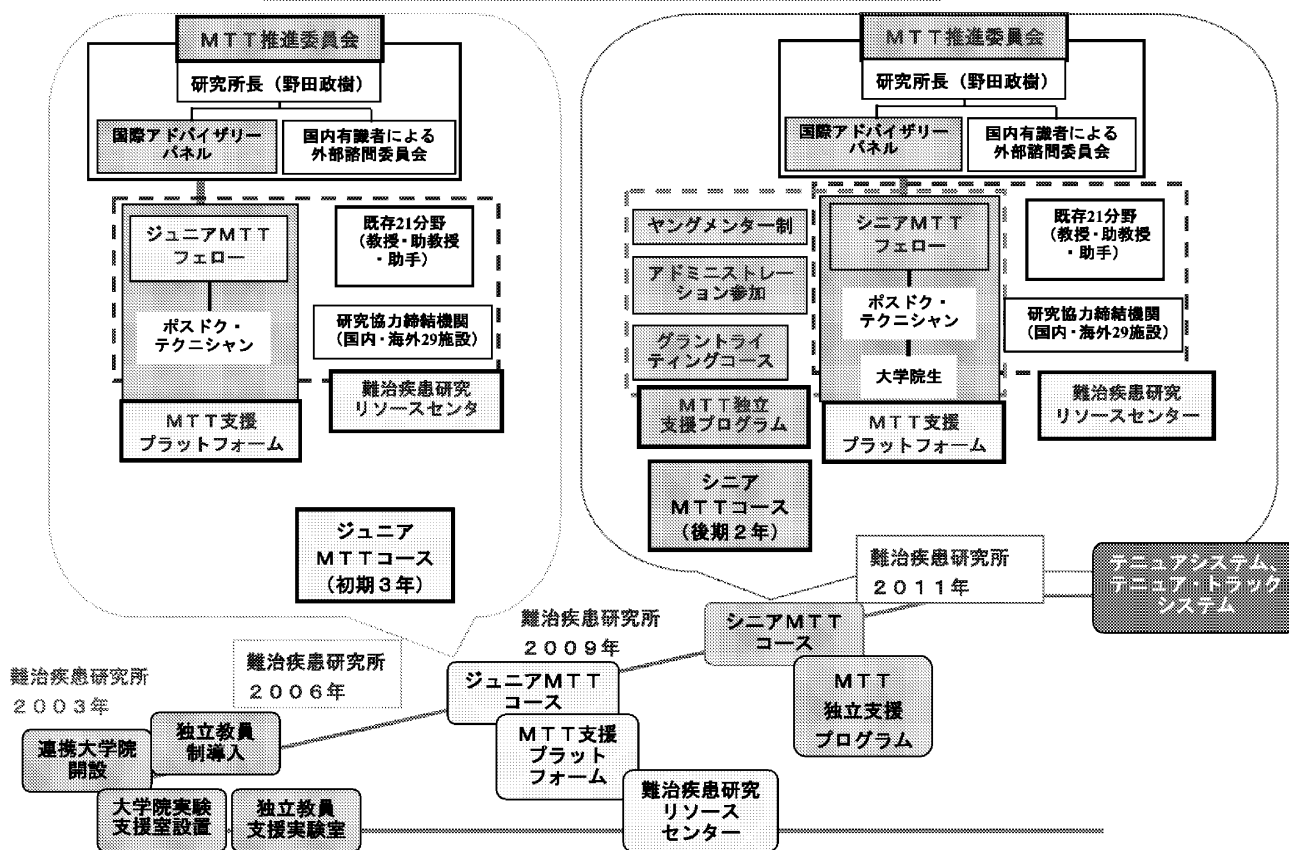 MTT推進委員会
研究所長(野田政樹)
国際アドバイザリー
パネル
国内有識者による
外部諮問委員会
ジュニアMTT
フェロー
ポスドク・
テクニシャン
既存21分野
(教授・助教授
・助手)
研究協力締結機関
(国内・海外29施設)
難治疾患研究
リソースセンタ
MTT支援
プラットフォーム
ジュニア
MTTコース
(初期3年)
MTT推進委員会
研究所長(野田政樹)
国際アドバイザリー
パネル
国内有識者による
外部諮問委員会
ヤングメンター制
アドミニストレー
ション参加
グラントライ
ティングコース
MTT独立
支援プログラム
シニアMTT
フェロー
ポスドク・
テクニシャン
大学院生
MTT支援
プラットフォーム
既存21分野
(教授・助教授
・助手)
研究協力締結機関
(国内・海外29施設)
難治疾患研究
リソースセンター
シニア
MTTコース
(後期2年)
難治疾患研究所
2003年
連携大学院
開設
独立教員
制導入
大学院実験
支援室設置
独立教員
支援実験室
難治疾患研究所
2006年
ジュニアMTT
コース
MTT支援
プラット
フォーム
難治疾患研究
リソース
センター
難治疾患研究所
2009年
シニアMTT
コース
MTT
独立支援
プログラム
難治疾患研究所
2011年
テニュアシステム、
テニュア・トラック
システム